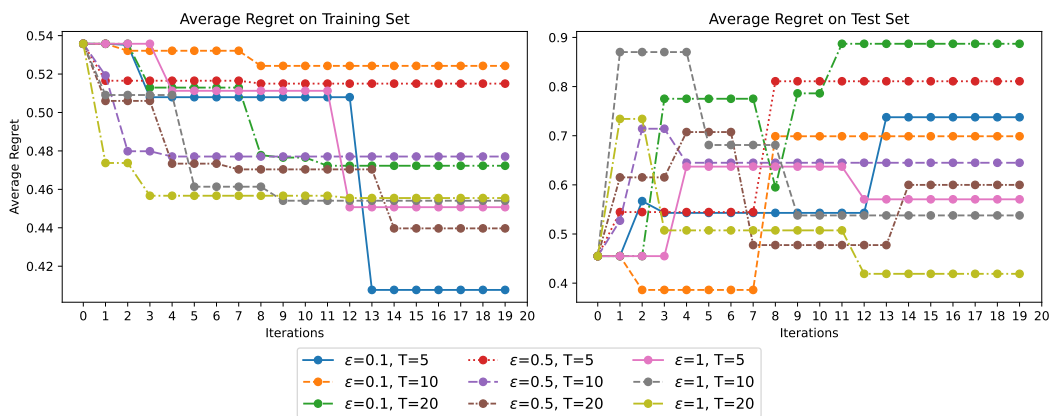 Average Regret on Training Set
Average Regret
0.54
0.52
0.50
0.48
0.46
0.44
0.42
0 1 2 3 4 5 6 7 8 9 10 11 12 13 14 15 16 17 18 19 20
Iterations
Average Regret on Test Set
0.9
0.8
0.7
0.6
0.5
0.4
0 1 2 3 4 5 6 7 8 9 10 11 12 13 14 15 16 17 18 19 20
Iterations
ε=0.1, T=5
ε=0.1, T=10
ε=0.1, T=20
ε=0.5, T=5
ε=0.5, T=10
ε=0.5, T=20
ε=1, T=5
ε=1, T=10
ε=1, T=20